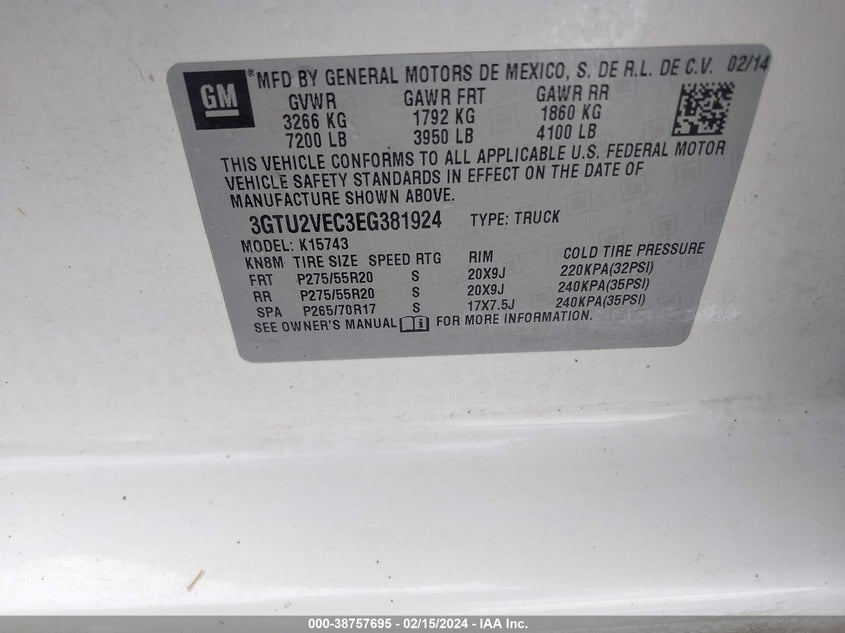 GM
® MFD BY GENERAL MOTORS DE MEXICO, S. DE R.L. DE C.V. 02/14
GVWR GAWR FRT GAWR RR
3266 KG 1792 KG 1860 KG
7200 LB 3950 LB 4100 LB
THIS VEHICLE CONFORMS TO ALL APPLICABLE U.S. FEDERAL MOTOR
VEHICLE SAFETY STANDARDS IN EFFECT ON THE DATE OF
MANUFACTURE SHOWN ABOVE.
3GTU2VEC3EG381924 TYPE: TRUCK
MODEL: K15743
KN8M TIRE SIZE SPEED RTG RIM COLD TIRE PRESSURE
FRT P275/55R20 S 20X9J 220KPA(32PSI)
RR P275/55R20 S 20X9J 240KPA(35PSI)
SPA P265/70R17 S 17X7.5J 240KPA(35PSI)
SEE OWNER'S MANUAL i FOR MORE INFORMATION.
000-38757695 - 02/15/2024 - IAA Inc.